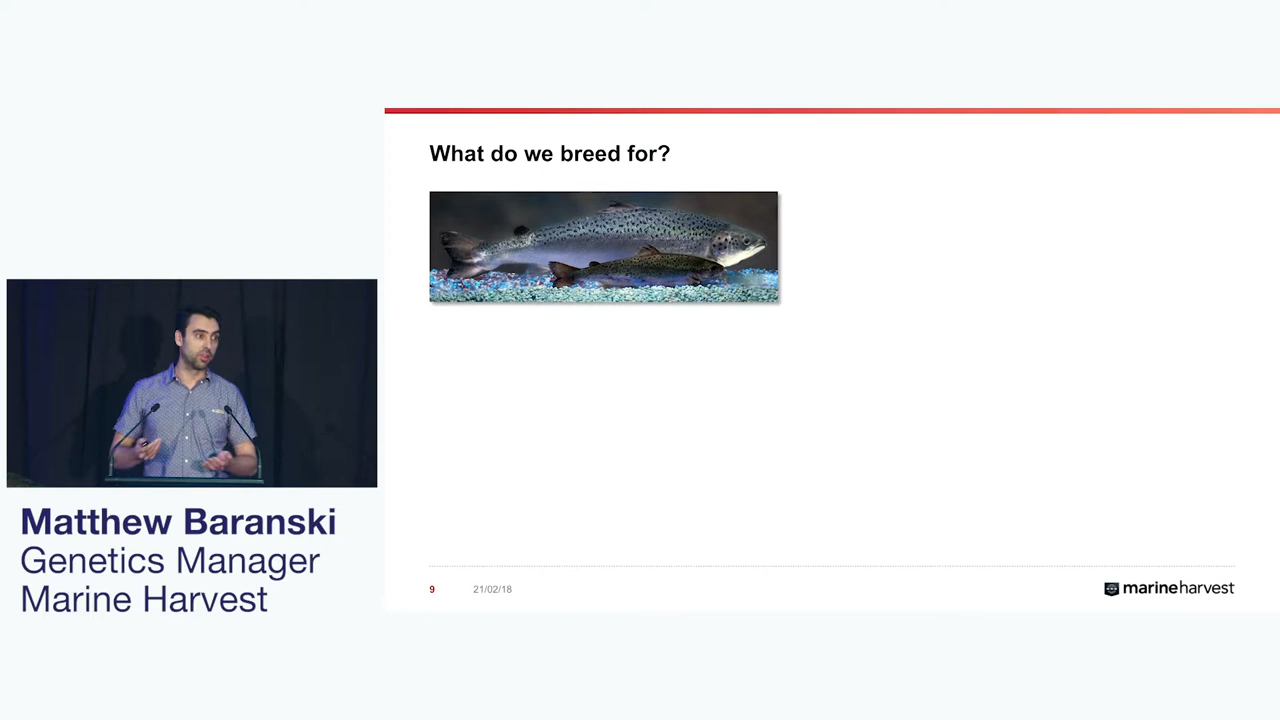 What do we breed for?
Matthew Baranski
Genetics Manager
Marine Harvest
9 21/02/18
marineharvest